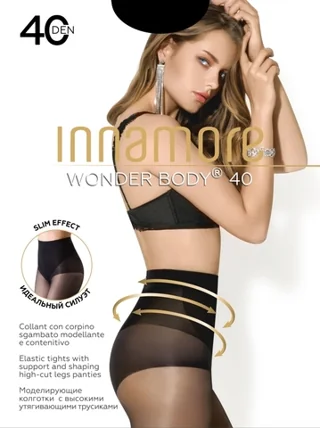 40 DEN
innamore
WONDER BODY® 40
SLIM EFFECT
ИДЕАЛЬНЫЙ СИЛУЭТ
Collant con corpino
sgambato modellante
e contenitivo
Elastic tights with
support and shaping
high-cut legs panties
Моделирующие
колготки с высокими
утягивающими трусиками